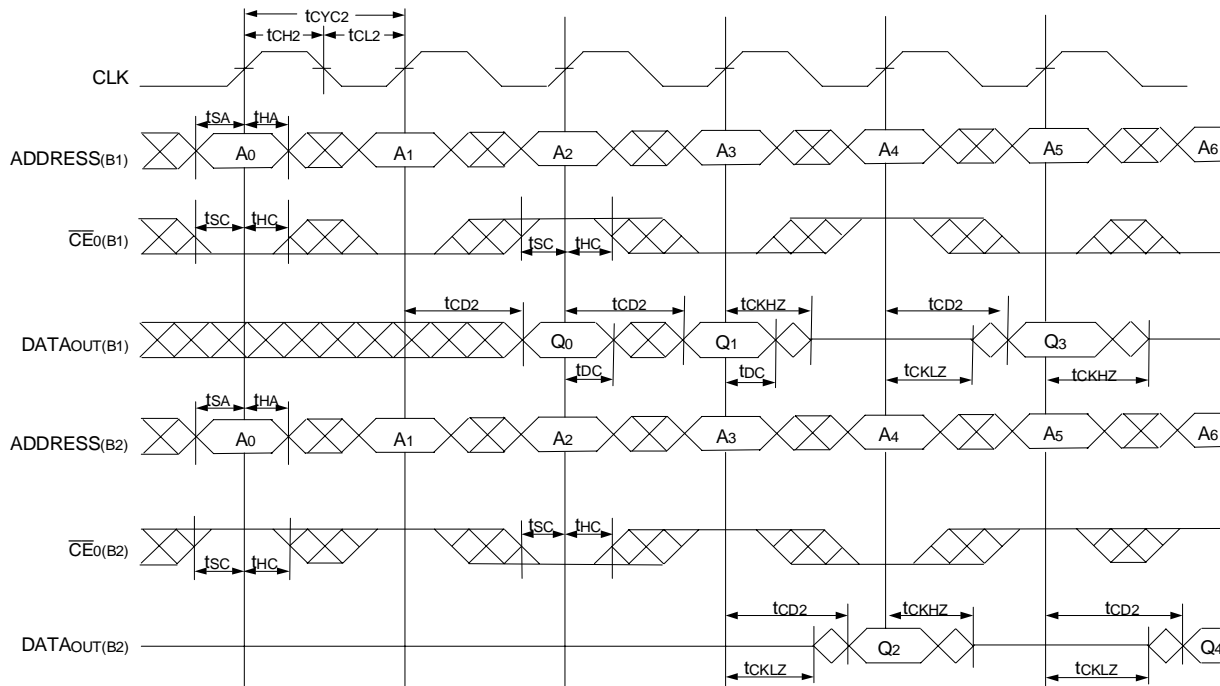 tCYC2
tCH2 tCL2
CLK
tSA tHA
ADDRESS(B1) A0 A1 A2 A3 A4 A5 A6
tSC tHC
CE0(B1) tSC tHC
tCD2 tCD2 tCKHZ tCD2
DATAOUT(B1) Q0 Q1 Q3
tDC tDC tCKLZ tCKHZ
tSA tHA
ADDRESS(B2) A0 A1 A2 A3 A4 A5 A6
tSC tHC
CE0(B2)
tSC tHC
tCD2 tCKHZ tCD2
DATAOUT(B2) Q2 Q4
tCKLZ tCKLZ